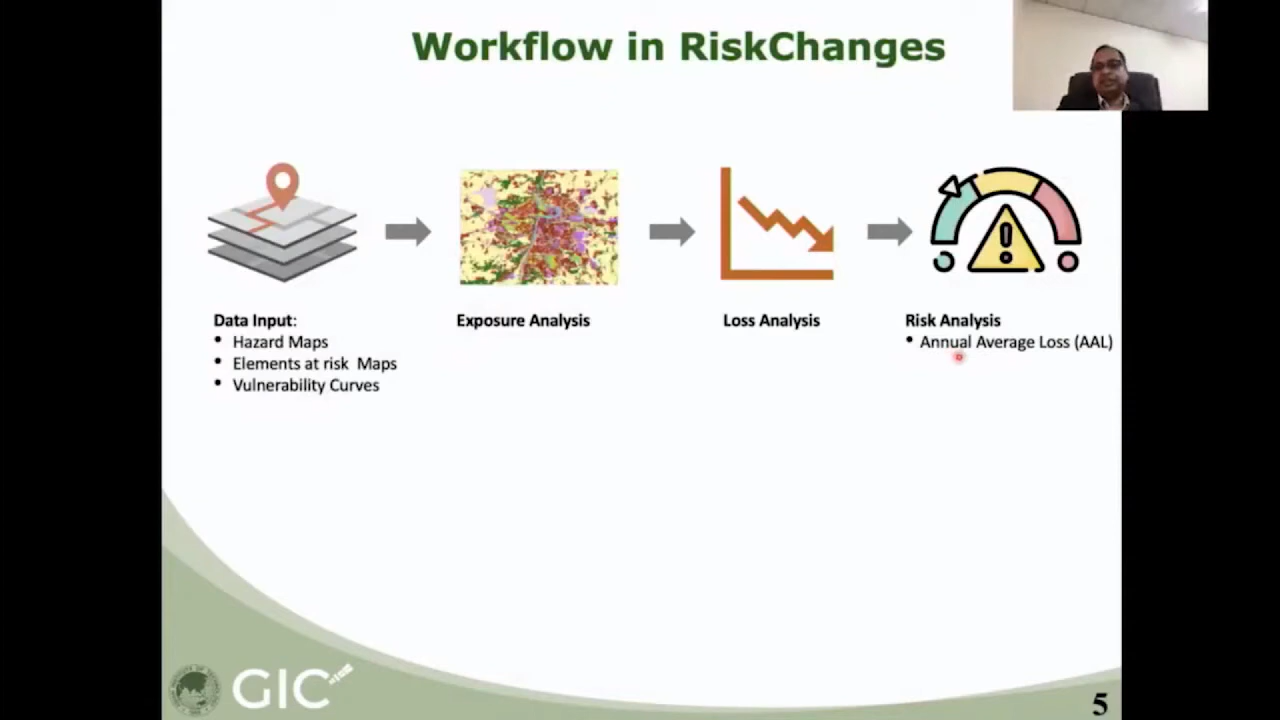 Workflow in RiskChanges
Data Input:
• Hazard Maps
• Elements at risk Maps
• Vulnerability Curves
Exposure Analysis
Loss Analysis
Risk Analysis
• Annual Average Loss (AAL)
GIC
5